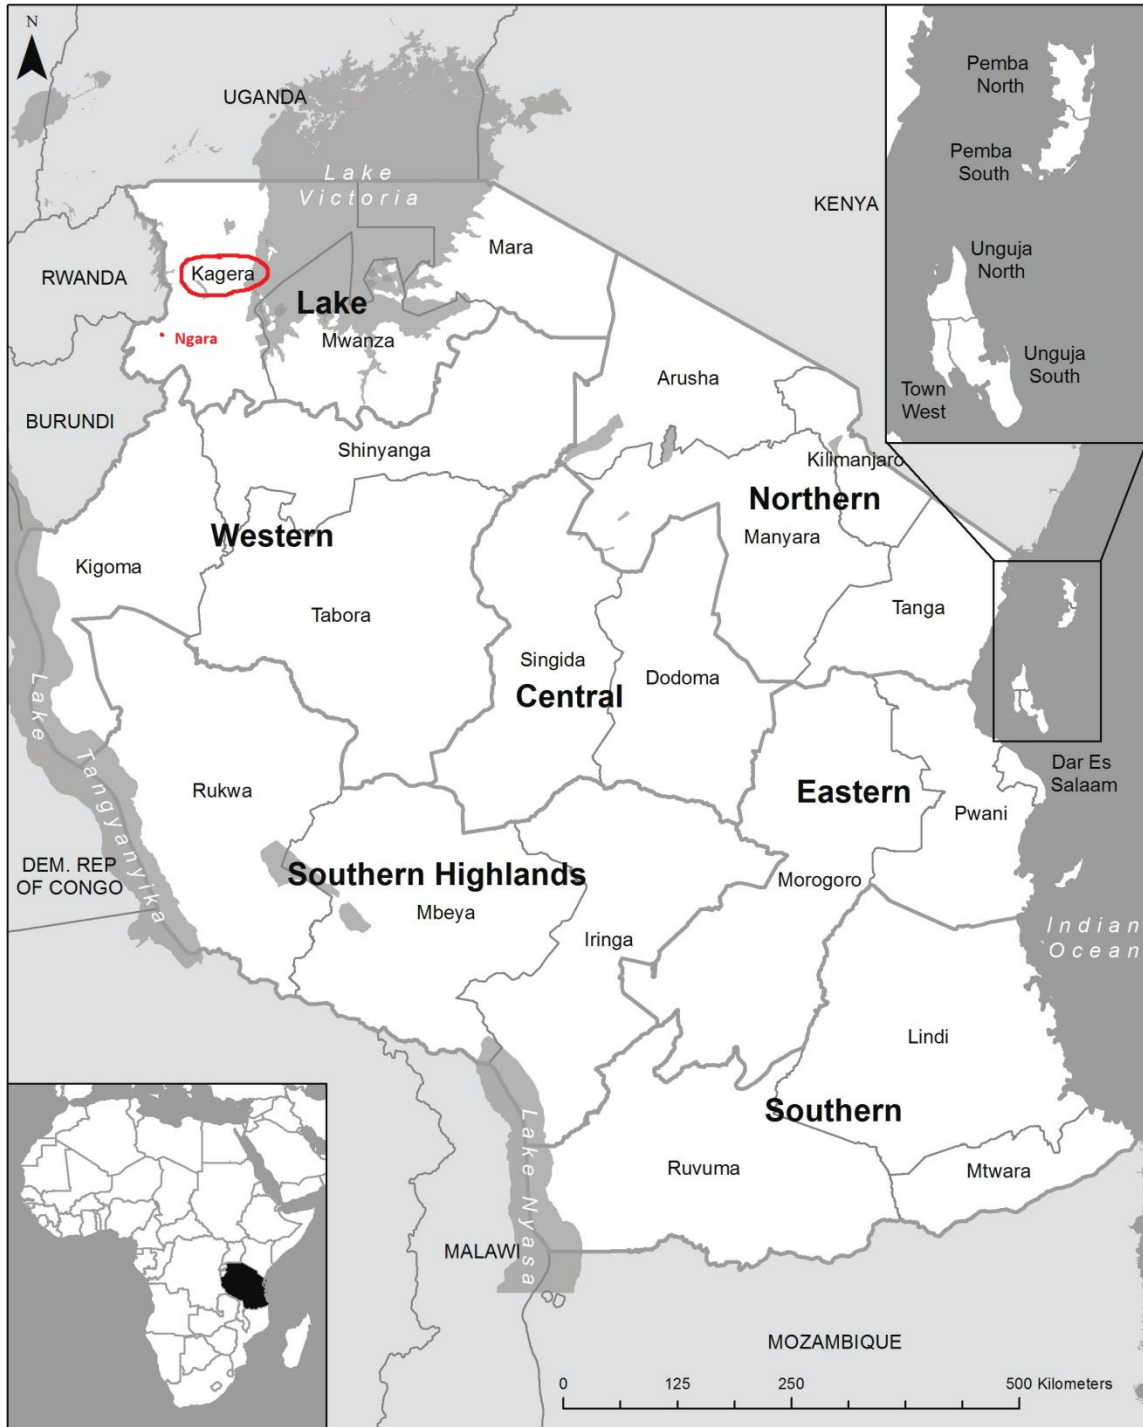 N
UGANDA
Lake
Victoria
KENYA
RWANDA
Kagera
Mara
Lake
Ngara
Mwanza
BURUNDI
Arusha
Shinyanga
Kilimanjaro
Western
Northern
Manyara
Kigoma
Tabora
Tanga
Singida
Dodoma
Central
Lake
Tangyanyika
Rukwa
Eastern
Dar Es
Salaam
Pwani
DEM. REP
OF CONGO
Southern Highlands
Mbeya
Morogoro
Iringa
Indian
Ocean
Lindi
Southern
Ruvuma
Mtwara
Lake Nyasa
MALAWI
MOZAMBIQUE
0 125 250 500 Kilometers
Pemba
North
Pemba
South
Unguja
North
Unguja
South
Town
West